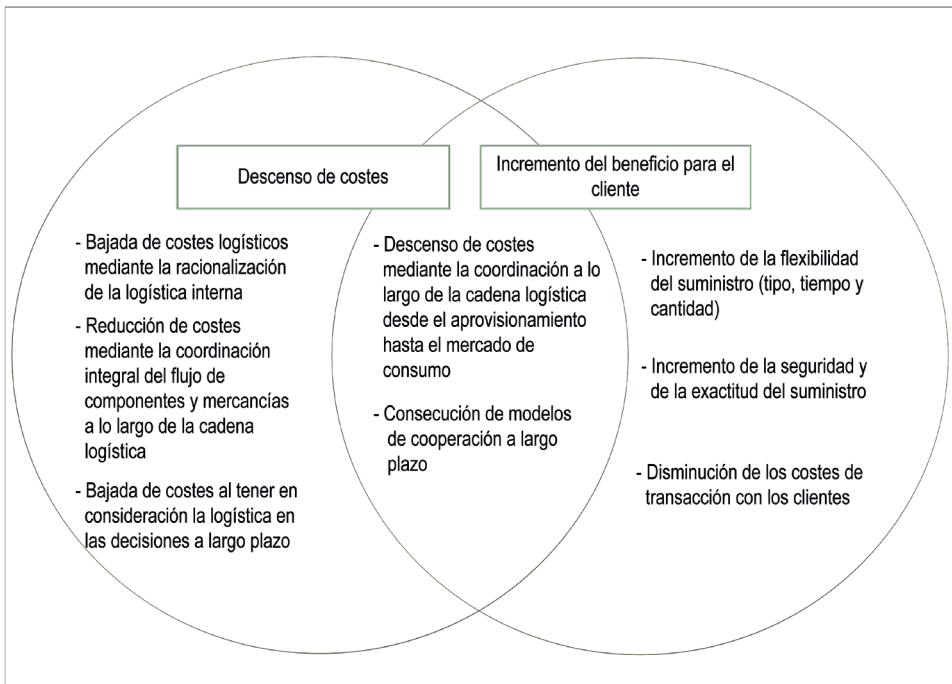 Descenso de costes
Incremento del beneficio para el
cliente
- Bajada de costes logísticos
mediante la racionalización
de la logística interna
- Reducción de costes
mediante la coordinación
integral del flujo de
componentes y mercancías
a lo largo de la cadena
logística
- Bajada de costes al tener en
consideración la logística en
las decisiones a largo plazo
- Descenso de costes
mediante la coordinación a lo
largo de la cadena logística
desde el aprovisionamiento
hasta el mercado de
consumo
- Consecución de modelos
de cooperación a largo
plazo
- Incremento de la flexibilidad
del suministro (tipo, tiempo y
cantidad)
- Incremento de la seguridad y
de la exactitud del suministro
- Disminución de los costes de
transacción con los clientes